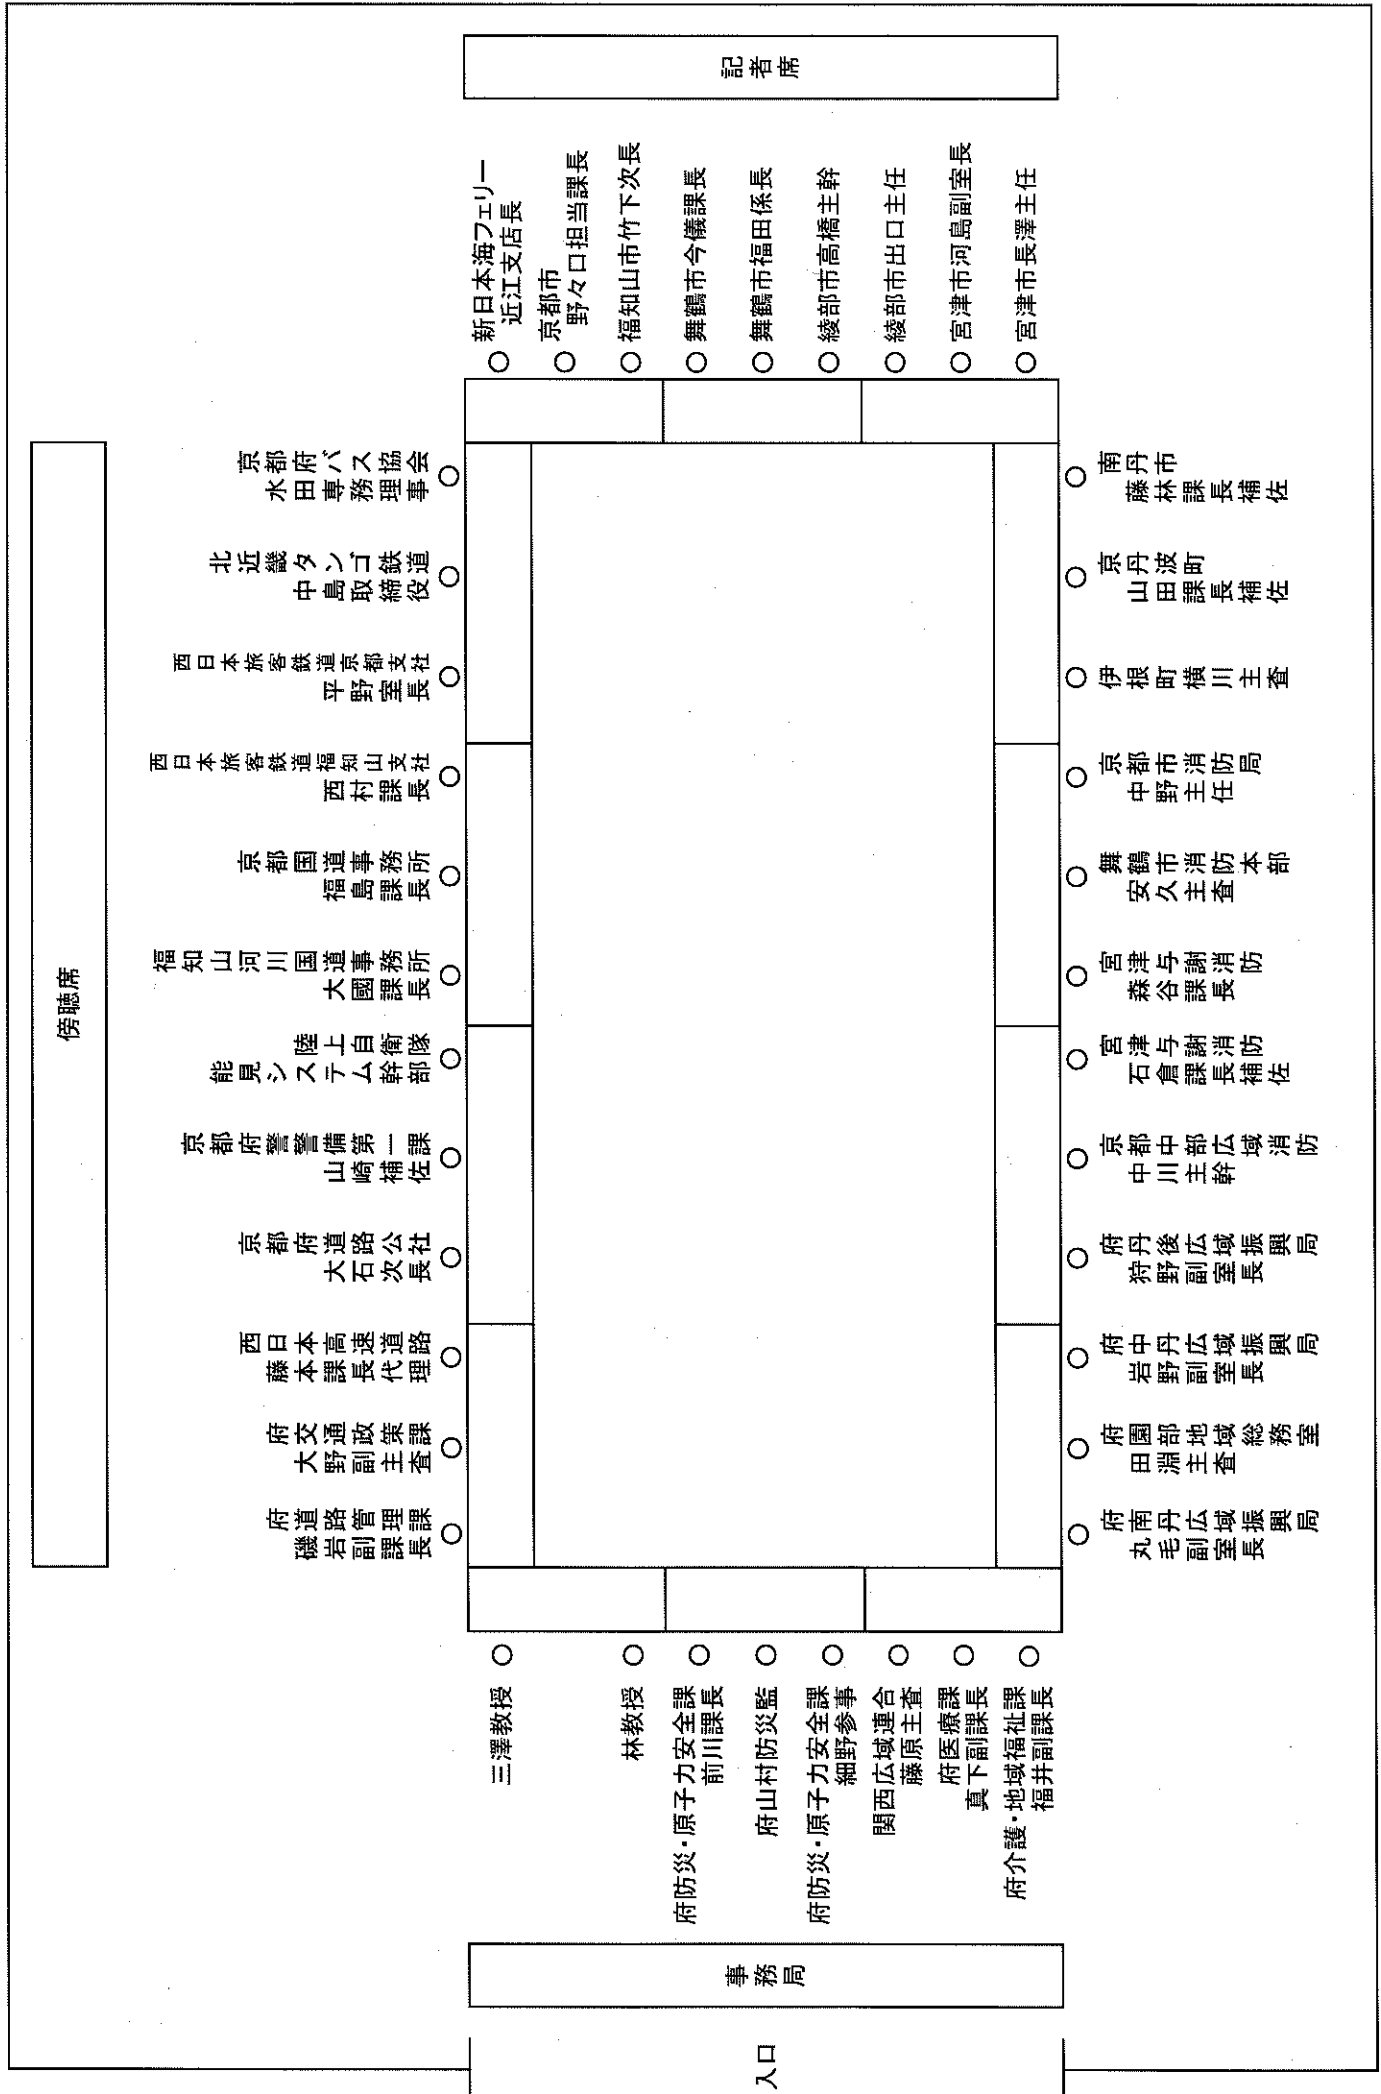 傍聴席
府道路管理課
磯岩副課長
府交通政策課
大野副主査
西日本高速道路
藤本課長代理
京都府道路公社
大石次長
京都府警警備第一課
山崎補佐
陸上自衛隊
能見システム幹部
福知山河川国道事務所
大國課長
京都国道事務所
福島課長
西日本旅客鉄道福知山支社
西村課長
西日本旅客鉄道京都支社
平野室長
北近畿タンゴ鉄道
中島取締役
京都府バス協会
水田専務理事
入口
事務局
三澤教授
林教授
府防災・原子力安全課
前川課長
府山村防災監
府防災・原子力安全課
細野参事
関西広域連合
藤原主査
府医療課
真下副課長
府介護・地域福祉課
福井副課長
新日本海フェリー
近江支店長
京都市
野々口担当課長
福知山市竹下次長
舞鶴市今儀課長
舞鶴市福田係長
綾部市高橋主幹
綾部市出口主任
宮津市河島副室長
宮津市長澤主任
記者席
府南丹広域振興局
丸毛副室長
府園部地域総務室
田淵主査
府中丹広域振興局
岩野副室長
府丹後広域振興局
狩野副室長
京都中部広域消防
中川主幹
宮津与謝消防
石倉課長補佐
宮津与謝消防
森谷課長
舞鶴市消防本部
安久主査
京都市消防局
中野主任
伊根町横川主査
京丹波町
山田課長補佐
南丹市
藤林課長補佐